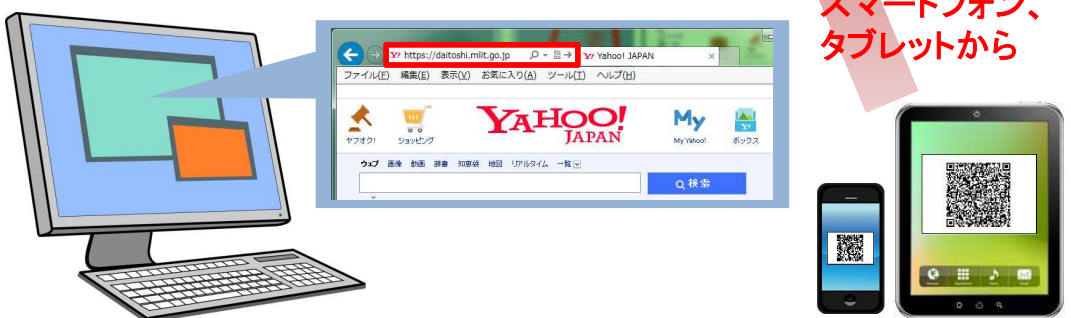 スマートフォン、
タブレットから
https://daitoshi.mlit.go.jp
Yahoo! JAPAN
ファイル(F) 編集(E) 表示(V) お気に入り(A) ツール(T) ヘルプ(H)
YAHOO!
JAPAN
My
ヤフオク! ショッピング My Yahoo! ボックス
ウェブ 画像 動画 辞書 知恵袋 地図 リアルタイム 一覧
検索